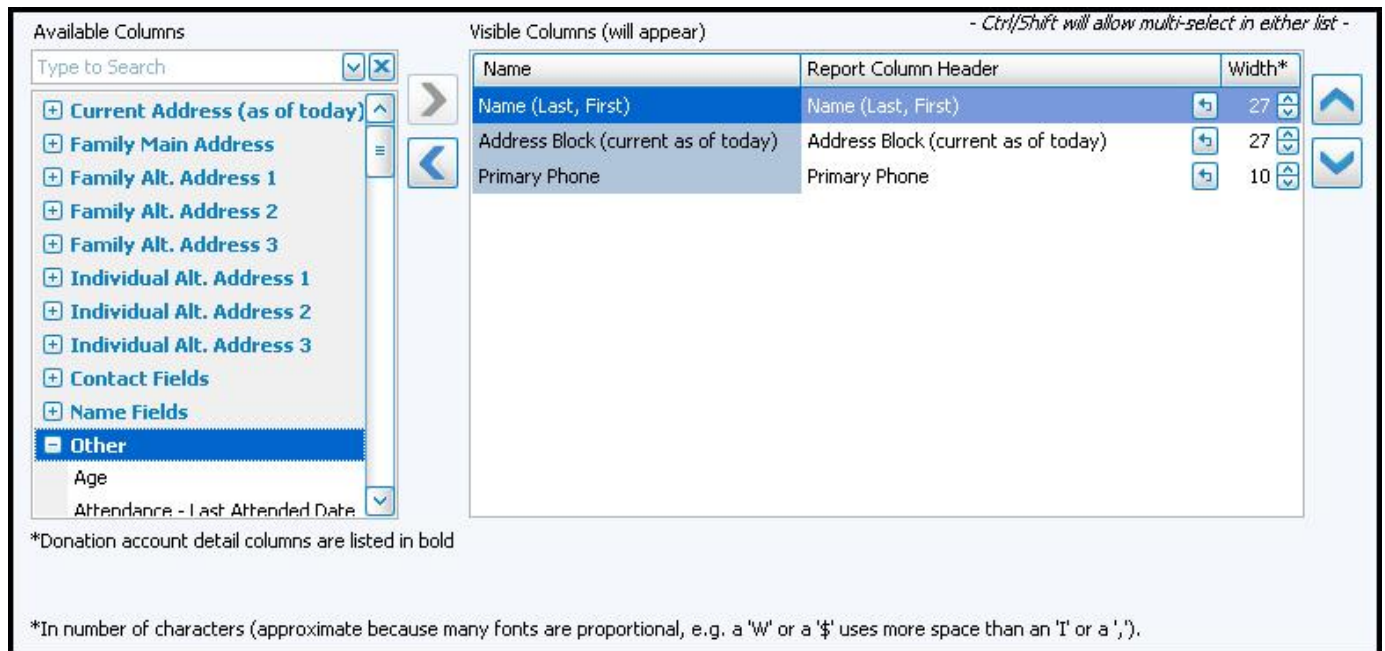 Available Columns
Visible Columns (will appear)
- Ctrl/Shift will allow multi-select in either list -
Type to Search
Name Report Column Header Width*
Current Address (as of today)
Family Main Address
Family Alt. Address 1
Family Alt. Address 2
Family Alt. Address 3
Individual Alt. Address 1
Individual Alt. Address 2
Individual Alt. Address 3
Contact Fields
Name Fields
Other
Age
Attendance - Last Attended Date
Name (Last, First) Name (Last, First) 27
Address Block (current as of today) Address Block (current as of today) 27
Primary Phone Primary Phone 10
*Donation account detail columns are listed in bold
*In number of characters (approximate because many fonts are proportional, e.g. a 'W' or a '$' uses more space than an 'I' or a ',').